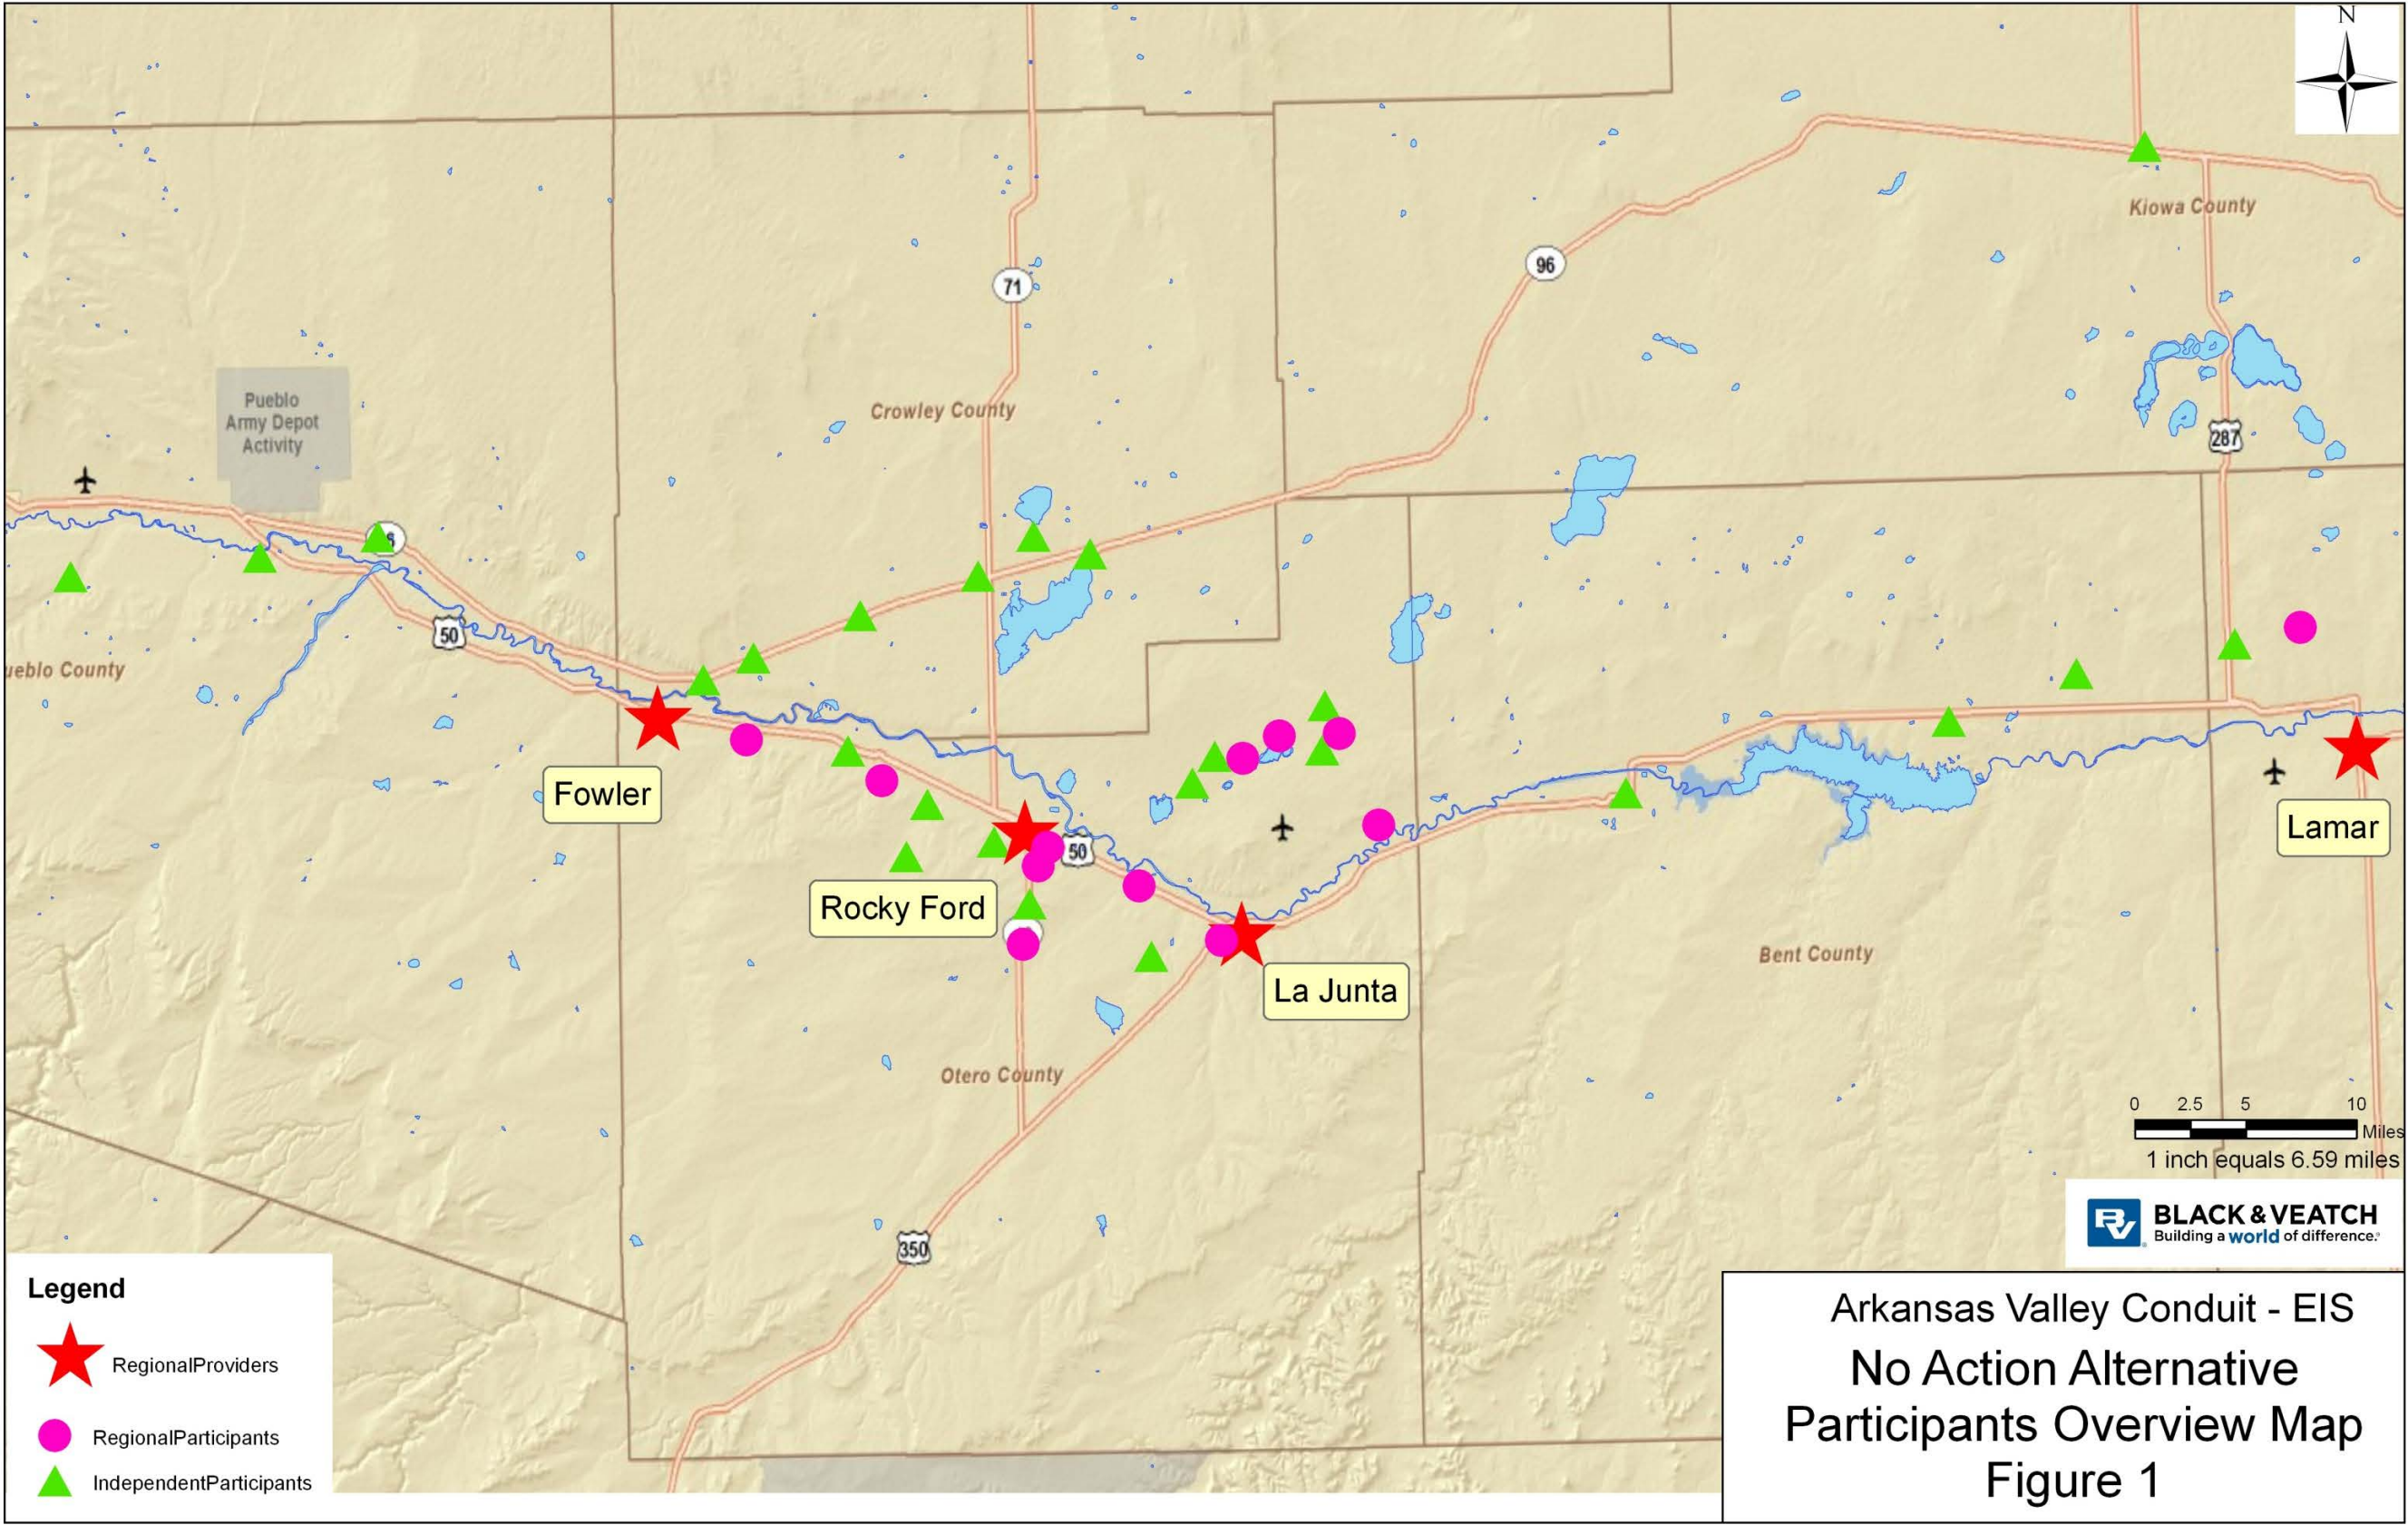 N
Kiowa County
96
71
Pueblo
Army Depot
Activity
Crowley County
287
50
ueblo County
Fowler
50
Rocky Ford
Lamar
La Junta
Bent County
Otero County
0 2.5 5 10
Miles
1 inch equals 6.59 miles
350
BV BLACK & VEATCH
Building a world of difference.
Legend
RegionalProviders
RegionalParticipants
IndependentParticipants
Arkansas Valley Conduit - EIS
No Action Alternative
Participants Overview Map
Figure 1